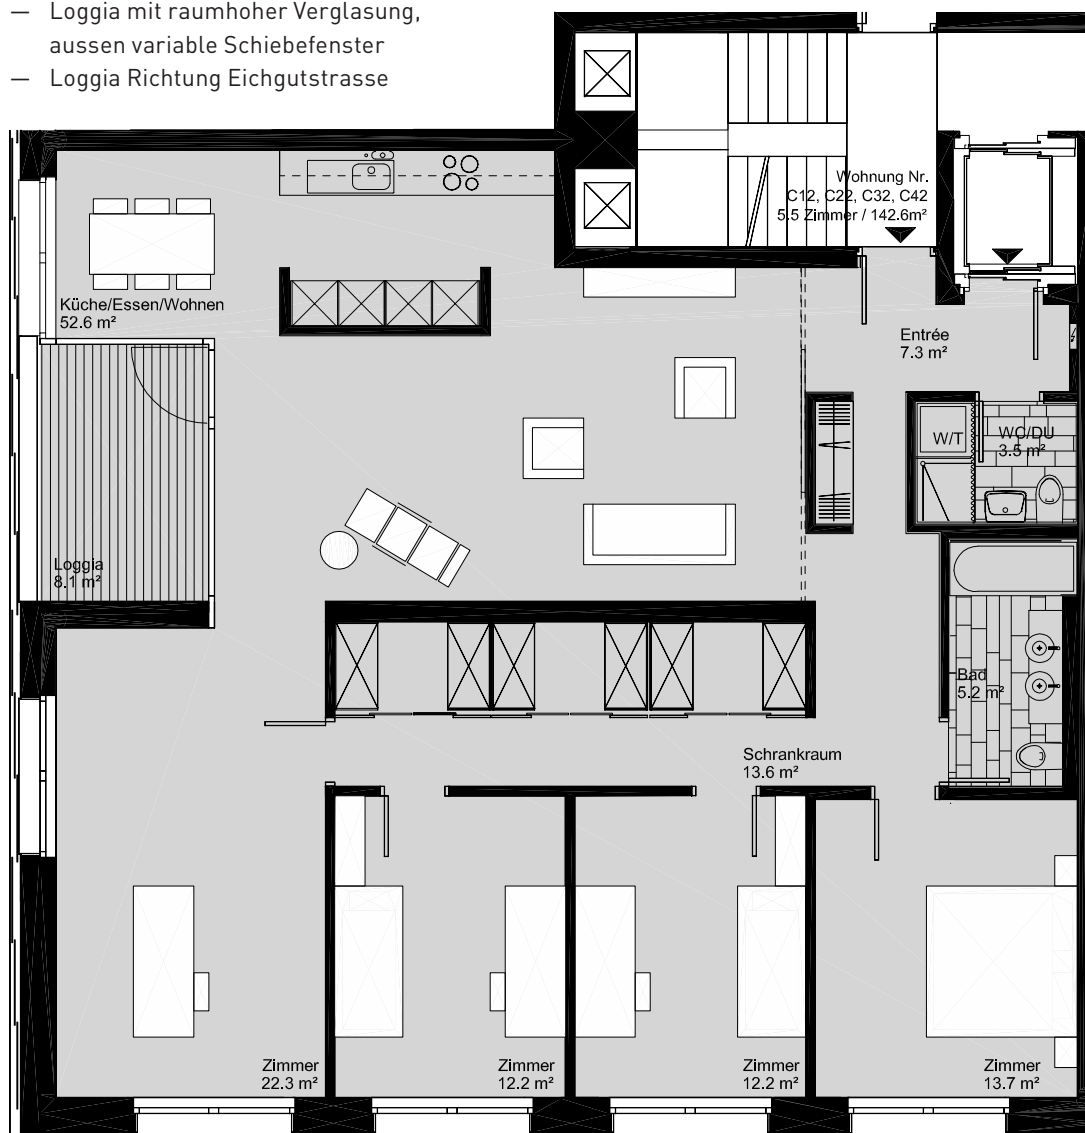 — Loggia mit raumhoher Verglasung,
aussen variable Schiebefenster
— Loggia Richtung Eichgutstrasse
Wohnung Nr.
C12, C22, C32, C42
5.5 Zimmer / 142.6m²
Küche/Essen/Wohnen
52.6 m²
Entrée
7.3 m²
W/T
WC/DU
3.5 m²
Loggia
8.1 m²
Bad
5.2 m²
Schrankraum
13.6 m²
Zimmer
22.3 m²
Zimmer
12.2 m²
Zimmer
12.2 m²
Zimmer
13.7 m²